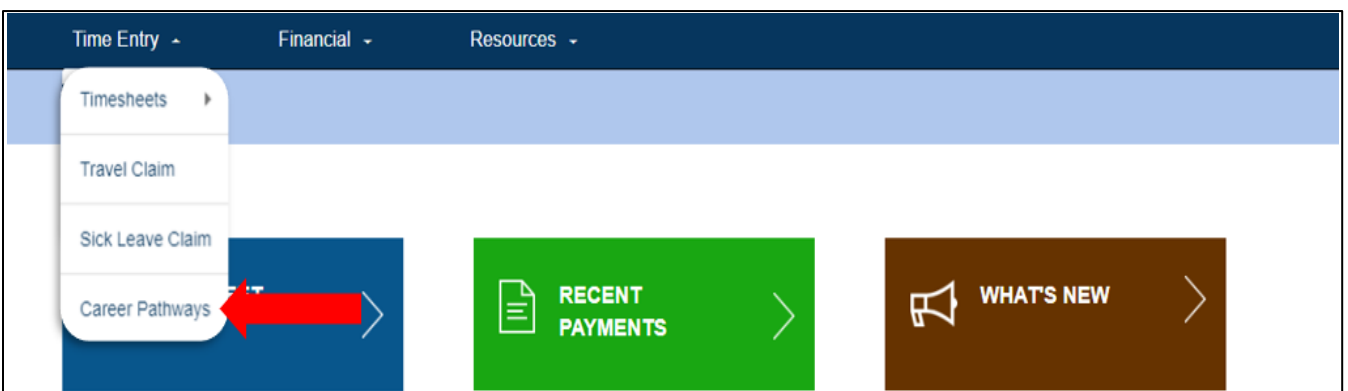 Time Entry
Financial
Resources
Timesheets
Travel Claim
Sick Leave Claim
Career Pathways
RECENT
PAYMENTS
WHAT'S NEW